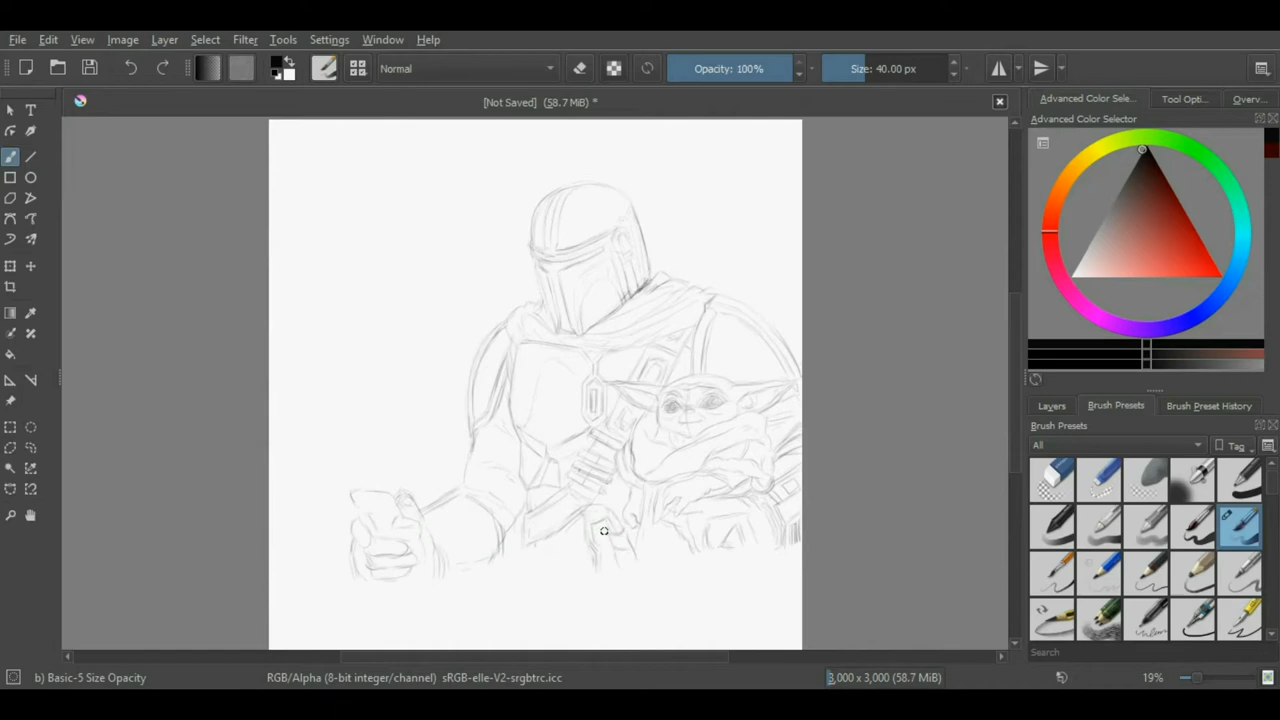 File Edit View Image Layer Select Filter Tools Settings Window Help
Normal Opacity: 100% Size: 40.00 px
[Not Saved] (58.7 MiB) *
Advanced Color Sele... Tool Opti... Overv...
Advanced Color Selector
Layers Brush Presets Brush Preset History
Brush Presets
All Tag
Search
b) Basic-5 Size Opacity RGB/Alpha (8-bit integer/channel) sRGB-elle-V2-srgbtrc.icc 3,000 x 3,000 (58.7 MiB) 19%